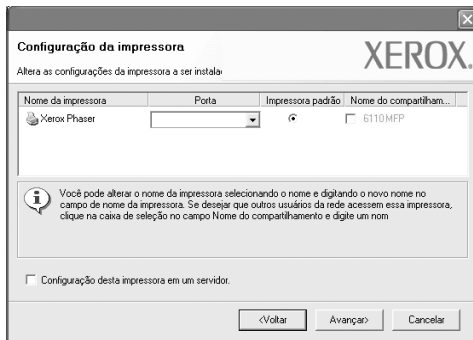 Configuração da impressora
XEROX.
Altera as configurações da impressora a ser instala
Nome da impressora Porta Impressora padrão Nome do compartilham...
Xerox Phaser 6110MFP
Você pode alterar o nome da impressora selecionando o nome e digitando o novo nome no
campo de nome da impressora. Se desejar que outros usuários da rede acessem essa impressora,
clique na caixa de seleção no campo Nome do compartilhamento e digite um nom
Configuração desta impressora em um servidor.
<Voltar Avançar> Cancelar